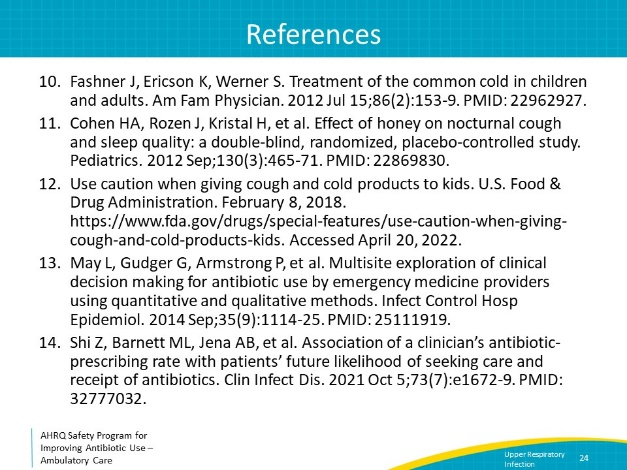 References
10. Fashner J, Ericson K, Werner S. Treatment of the common cold in children
and adults. Am Fam Physician. 2012 Jul 15;86(2):153-9. PMID: 22962927.
11. Cohen HA, Rozen J, Kristal H, et al. Effect of honey on nocturnal cough
and sleep quality: a double-blind, randomized, placebo-controlled study.
Pediatrics. 2012 Sep;130(3):465-71. PMID: 22869830.
12. Use caution when giving cough and cold products to kids. U.S. Food &
Drug Administration. February 8, 2018.
https://www.fda.gov/drugs/special-features/use-caution-when-giving-
cough-and-cold-products-kids. Accessed April 20, 2022.
13. May L, Gudger G, Armstrong P, et al. Multisite exploration of clinical
decision making for antibiotic use by emergency medicine providers
using quantitative and qualitative methods. Infect Control Hosp
Epidemiol. 2014 Sep;35(9):1114-25. PMID: 25111919.
14. Shi Z, Barnett ML, Jena AB, et al. Association of a clinician’s antibiotic-
prescribing rate with patients’ future likelihood of seeking care and
receipt of antibiotics. Clin Infect Dis. 2021 Oct 5;73(7):e1672-9. PMID:
32777032.
AHRQ Safety Program for
Improving Antibiotic Use –
Ambulatory Care
Upper Respiratory
Infection
24